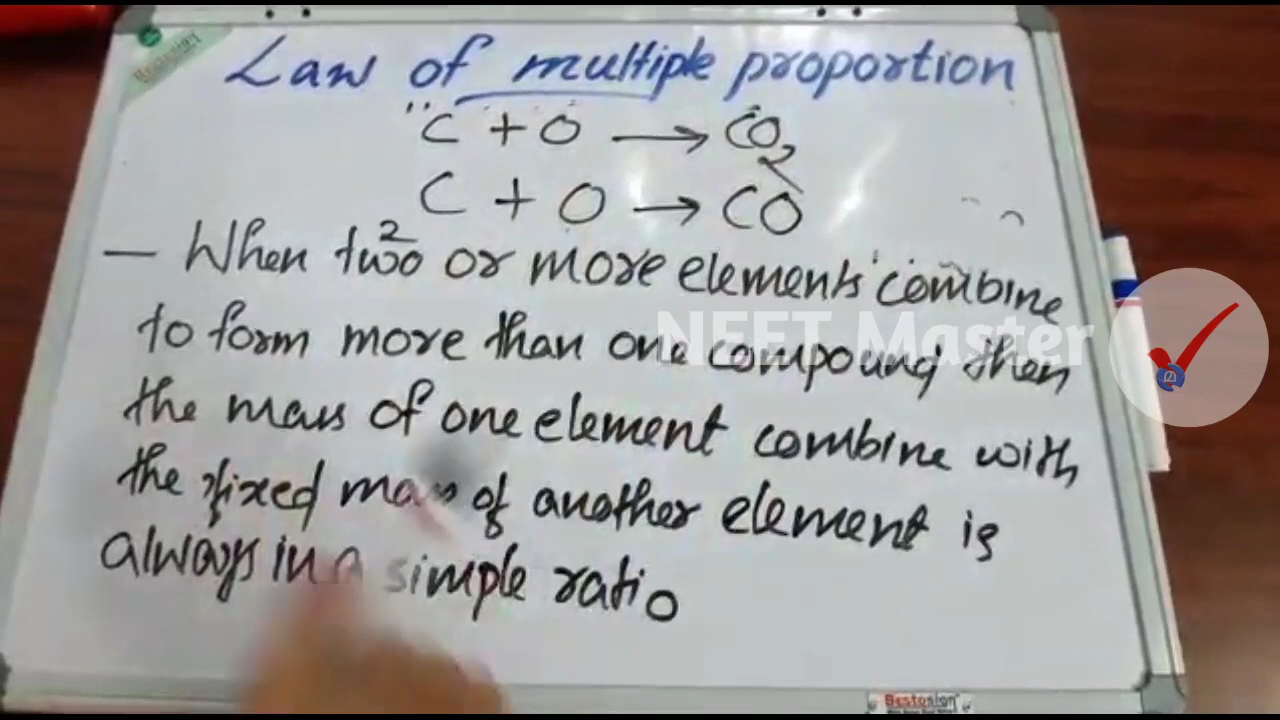 Law of multiple proportion
C + O → CO2
C + O → CO
— When two 2 or more elements combine
to form more than one compound then
the mass of one element combine with
the fixed mass of another element is
always in a simple ratio
NEET Master
Bestosign